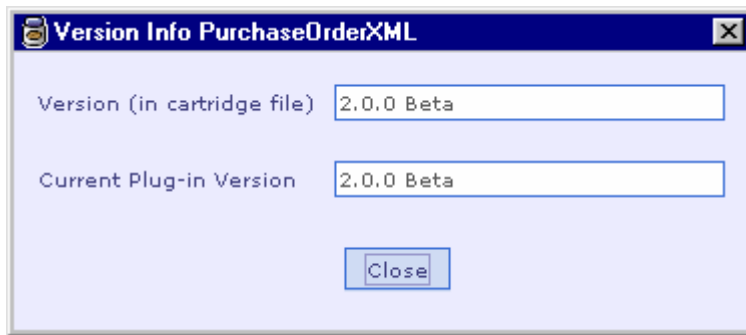 Version Info PurchaseOrderXML
Version (in cartridge file) 2.0.0 Beta
Current Plug-in Version 2.0.0 Beta
Close